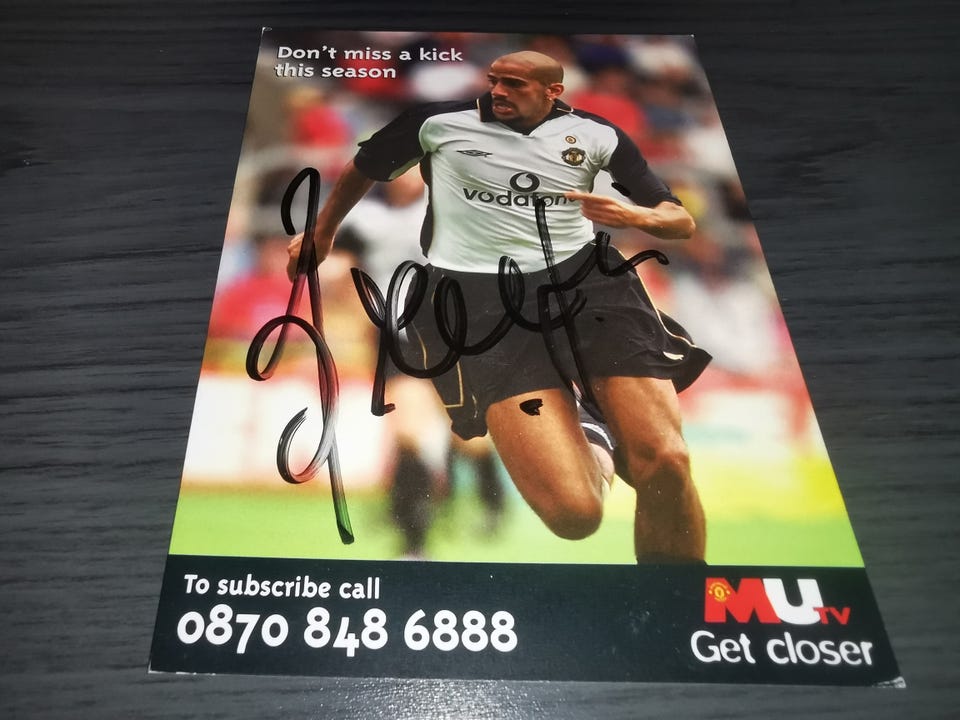 Don't miss a kick
this season
vodafone
To subscribe call
0870 848 6888
MUTV
Get closer